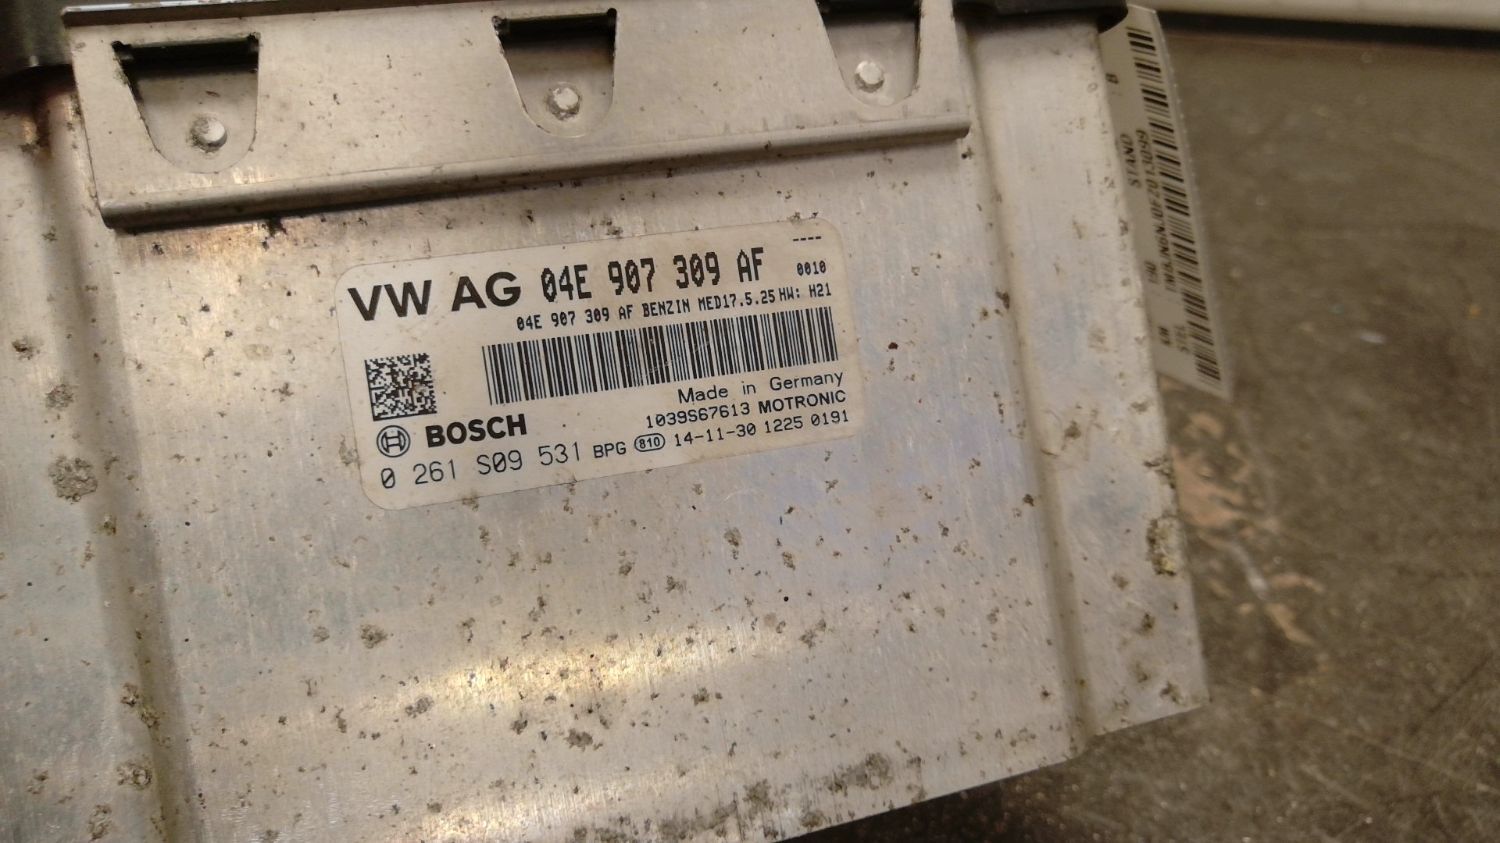 VW AG 04E 907 309 AF
----
0010
04E 907 309 AF BENZIN MED17.5.25 HW: H21
Made in Germany
BOSCH
1039S67613 MOTRONIC
0 261 S09 531 BPG 810 14-11-30 1225 0191
B
STAND